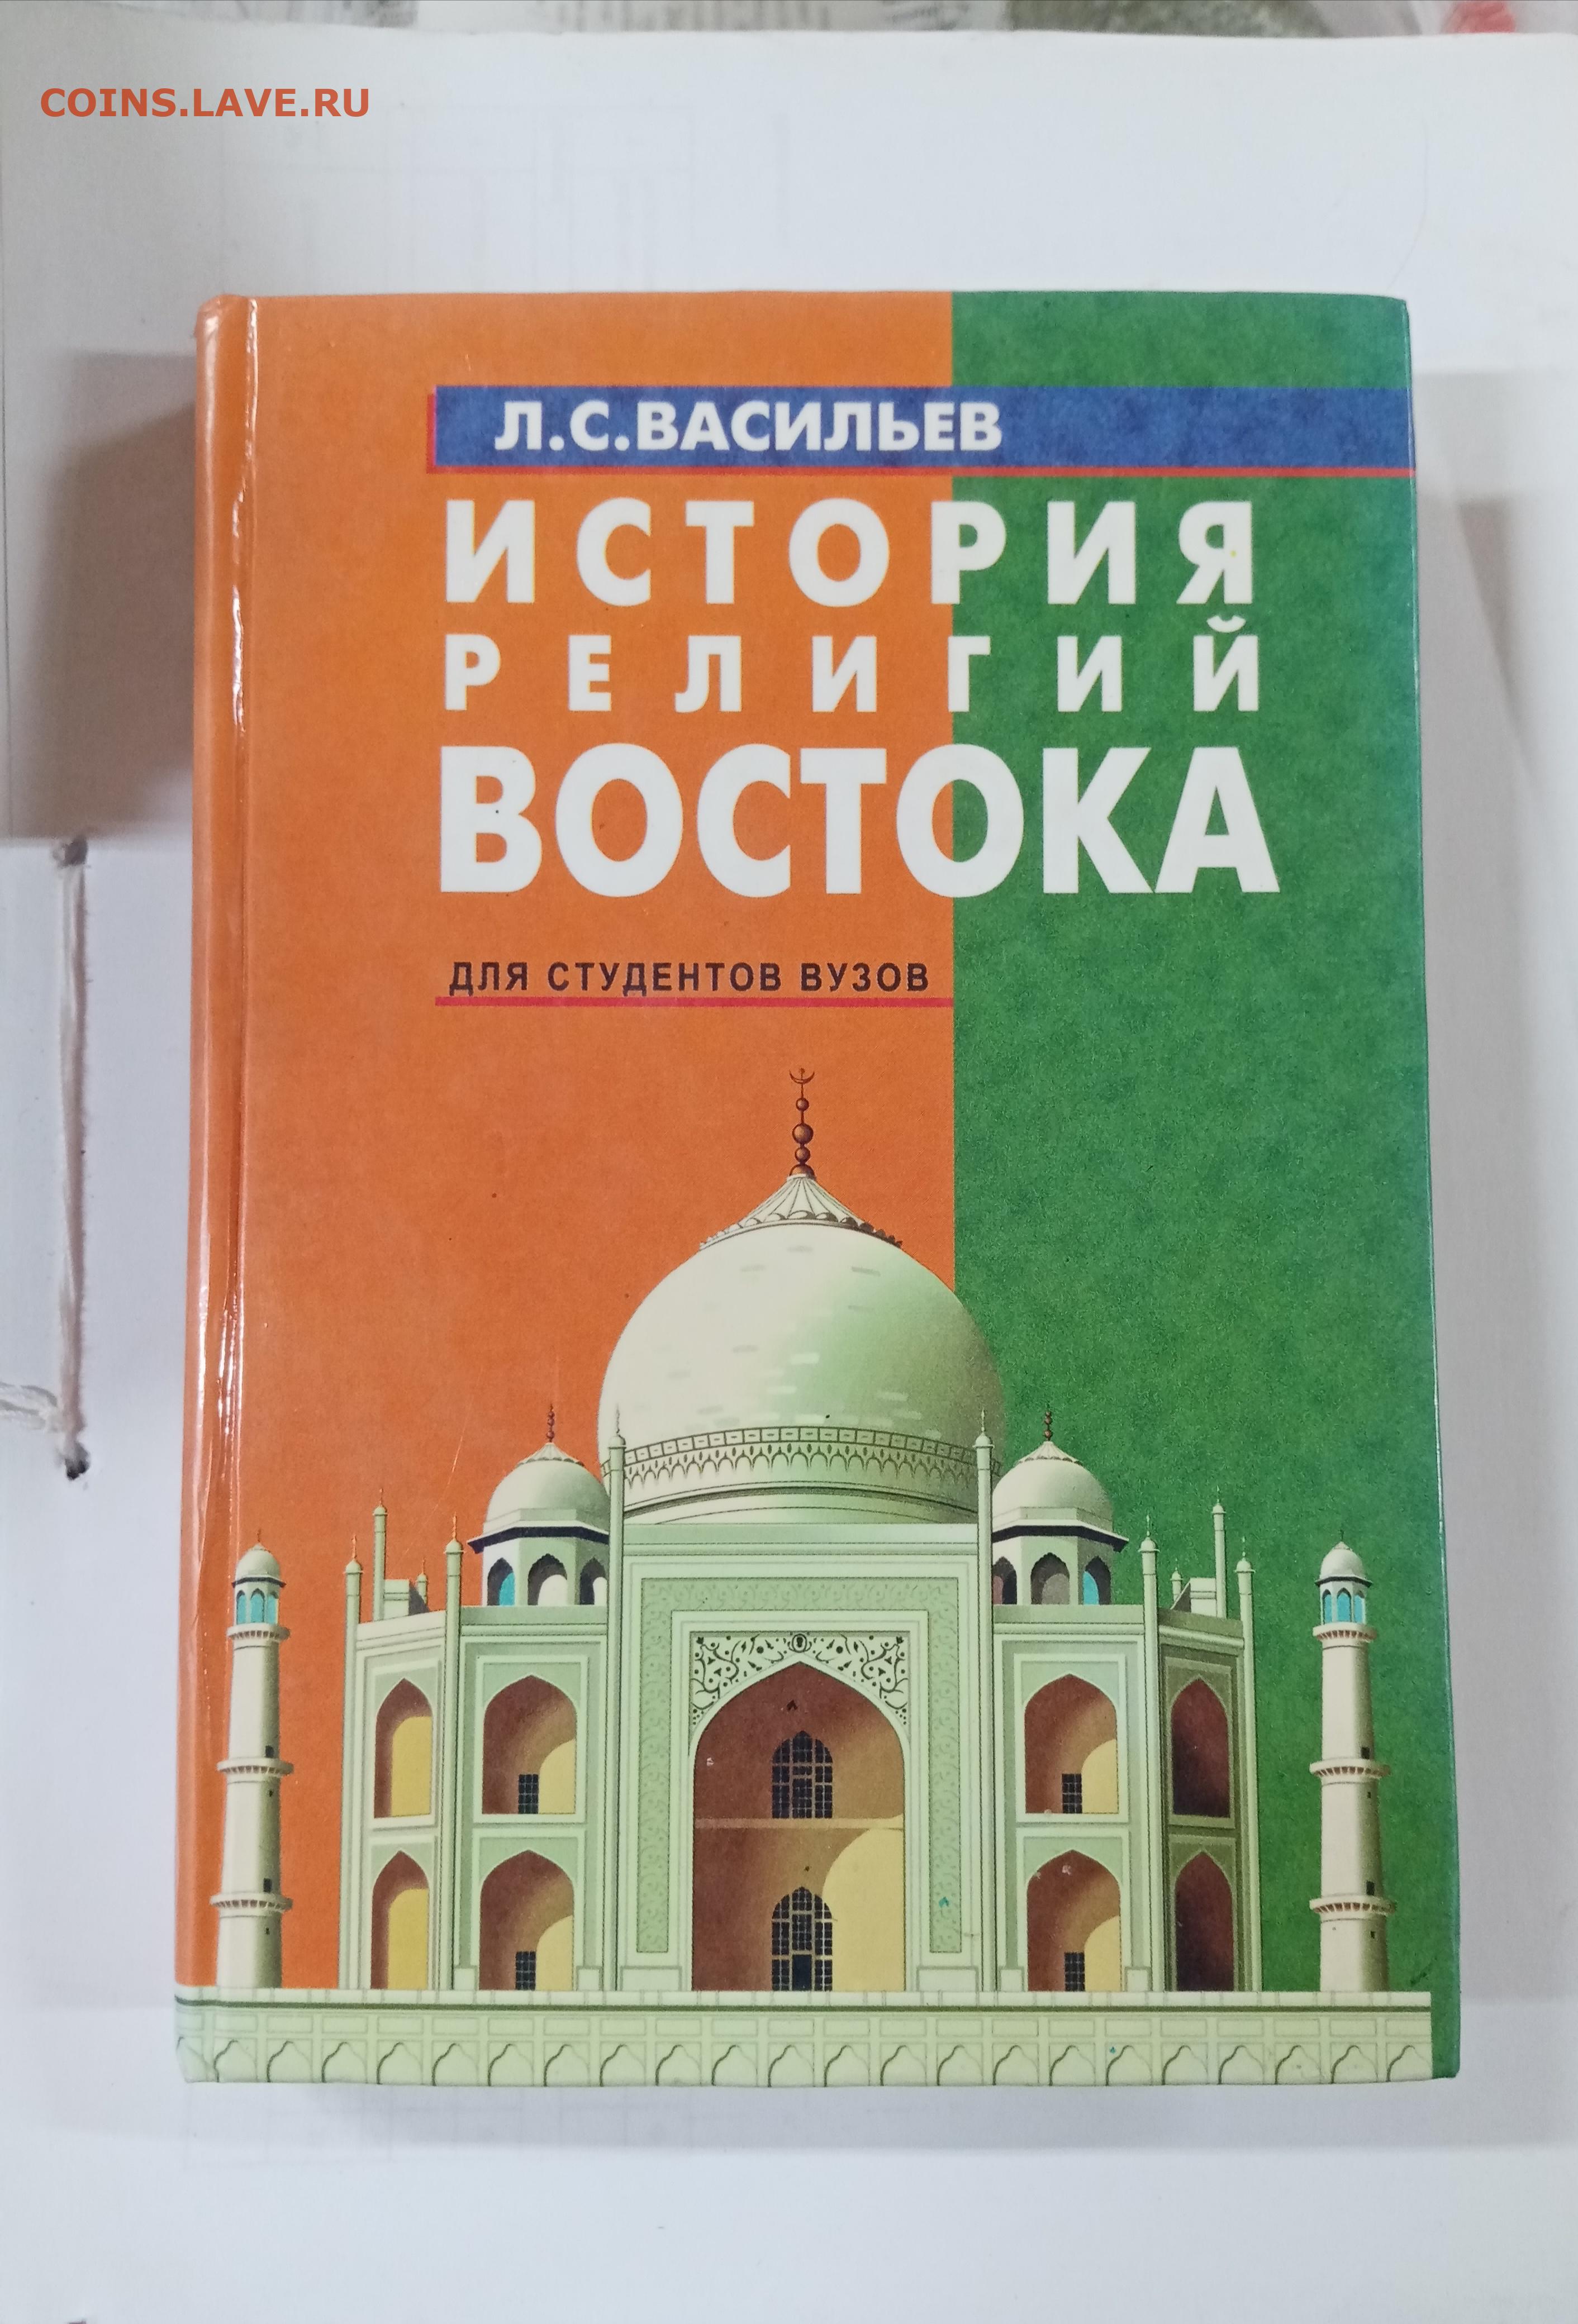 COINS.LAVE.RU
Л.С.ВАСИЛЬЕВ
ИСТОРИЯ
РЕЛИГИЙ
ВОСТОКА
ДЛЯ СТУДЕНТОВ ВУЗОВ